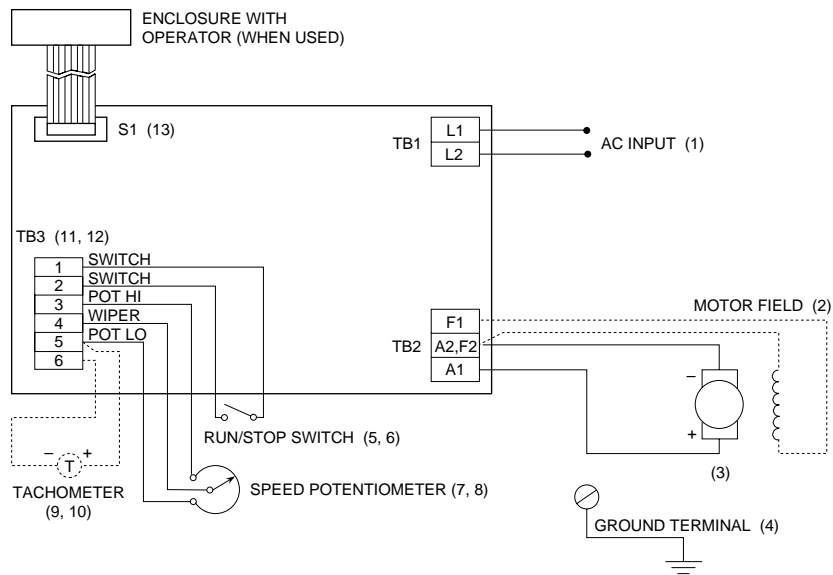 ENCLOSURE WITH
OPERATOR (WHEN USED)
S1 (13)
TB1
L1
L2
AC INPUT (1)
TB3 (11, 12)
1 SWITCH
2 SWITCH
3 POT HI
4 WIPER
5 POT LO
6
MOTOR FIELD (2)
TB2
F1
A2,F2
A1
–
+
(3)
RUN/STOP SWITCH (5, 6)
– T +
TACHOMETER
(9, 10)
SPEED POTENTIOMETER (7, 8)
GROUND TERMINAL (4)